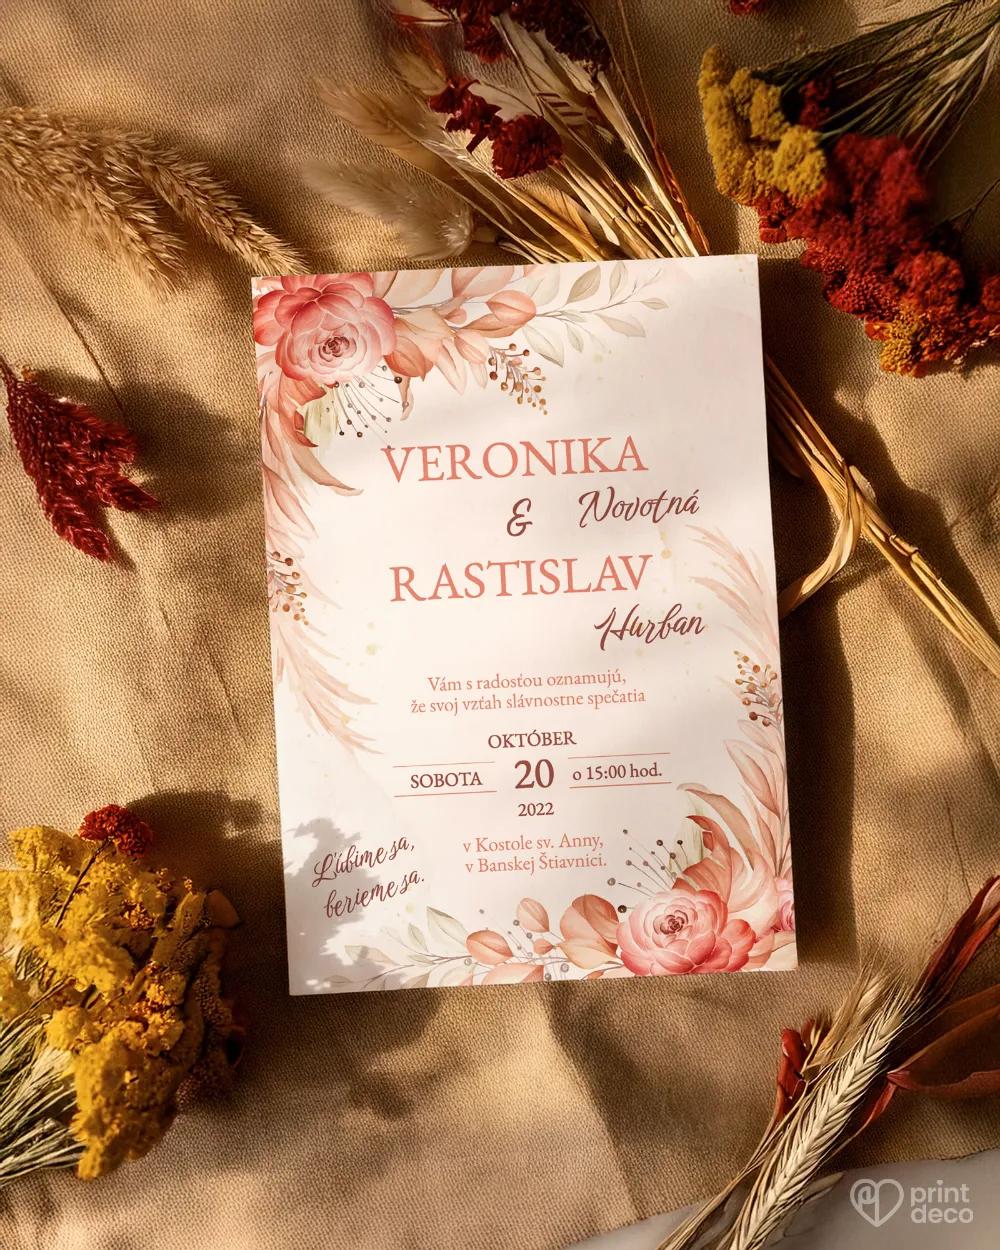 VERONIKA
& Novotná
RASTISLAV
Hurban
Vám s radosťou oznamujú,
že svoj vzťah slávnostne spečatia
OKTÓBER
SOBOTA 20 o 15:00 hod.
2022
v Kostole sv. Anny,
v Banskej Štiavnici.
Ľúbime sa,
berieme sa.
print
deco